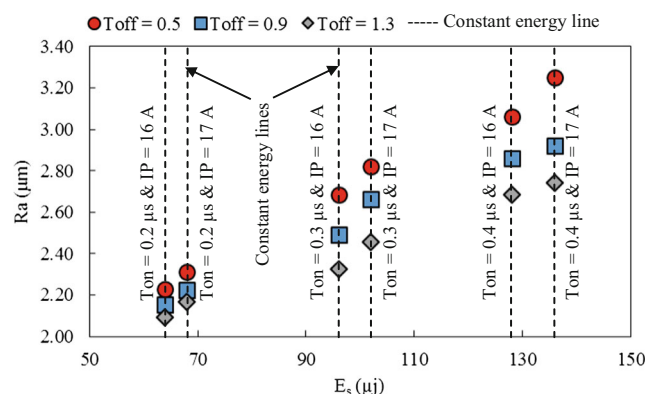 Toff = 0.5 Toff = 0.9 Toff = 1.3 Constant energy line
3.40
3.20
3.00
2.80
2.60
2.40
2.20
2.00
Ra (µm)
Ton = 0.2 µs & IP = 16 A
Ton = 0.2 µs & IP = 17 A
Constant energy lines
Ton = 0.3 µs & IP = 16 A
Ton = 0.3 µs & IP = 17 A
Ton = 0.4 µs & IP = 16 A
Ton = 0.4 µs & IP = 17 A
50 70 90 110 130 150
Es (µj)